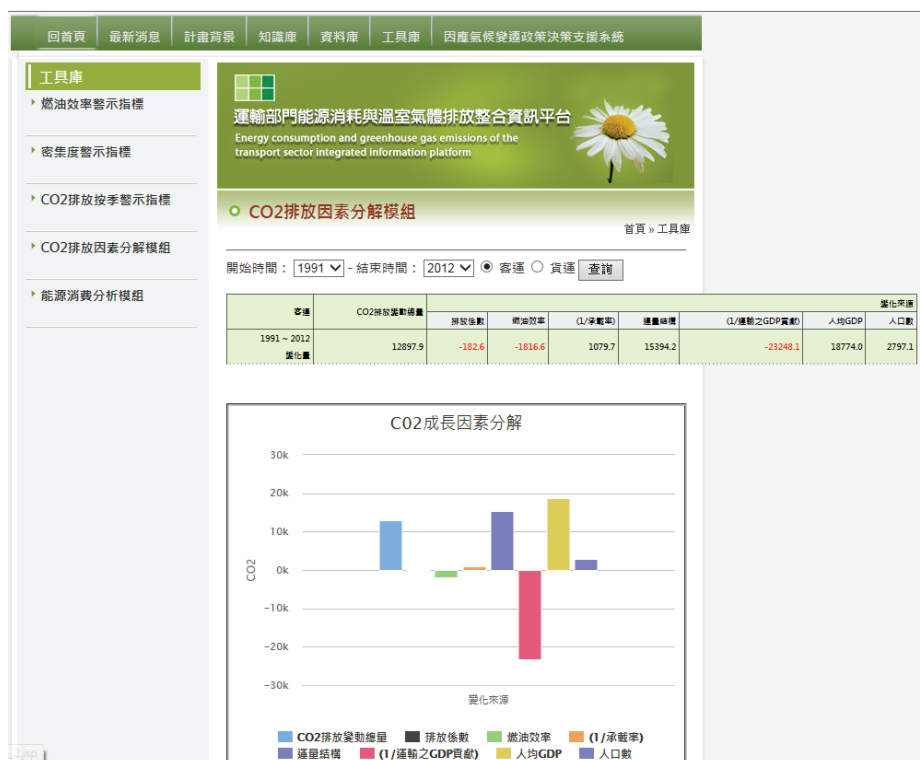 回首頁 最新消息 計畫背景 知識庫 資料庫 工具庫 因應氣候變遷政策決策支援系統
工具庫
燃油效率警示指標
密集度警示指標
CO2排放按季警示指標
CO2排放因素分解模組
能源消費分析模組
運輸部門能源消耗與溫室氣體排放整合資訊平台
Energy consumption and greenhouse gas emissions of the
transport sector integrated information platform
CO2排放因素分解模組
首頁 » 工具庫
開始時間： 1991 - 結束時間： 2012 客運 貨運 查詢
客運 CO2排放變動總量 變化來源
排放係數 燃油效率 (1/承載率) 運量結構 (1/運輸之GDP貢獻) 人均GDP 人口數
1991 ~ 2012
變化量 12897.9 -182.6 -1816.6 1079.7 15394.2 -23248.1 18774.0 2797.1
CO2成長因素分解
30k
20k
10k
0k
-10k
-20k
-30k
CO2
變化來源
CO2排放變動總量 排放係數 燃油效率 (1/承載率)
運量結構 (1/運輸之GDP貢獻) 人均GDP 人口數
2.jsp